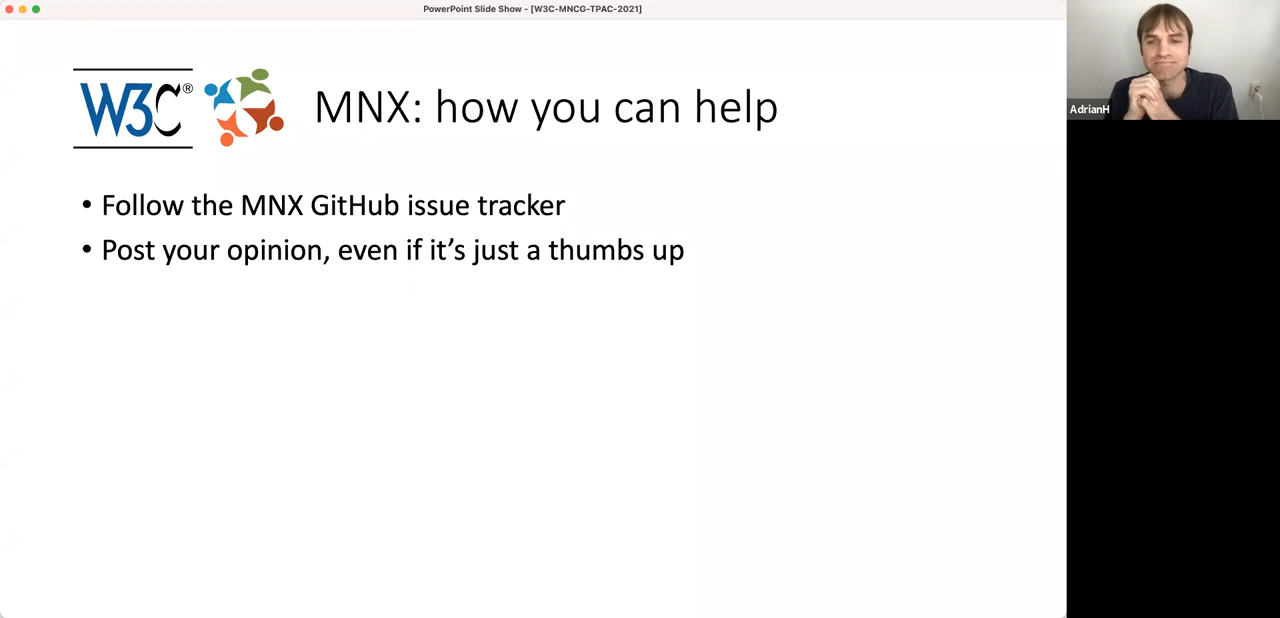 PowerPoint Slide Show - [W3C-MNCG-TPAC-2021]
W3C®
MNX: how you can help
• Follow the MNX GitHub issue tracker
• Post your opinion, even if it’s just a thumbs up
AdrianH